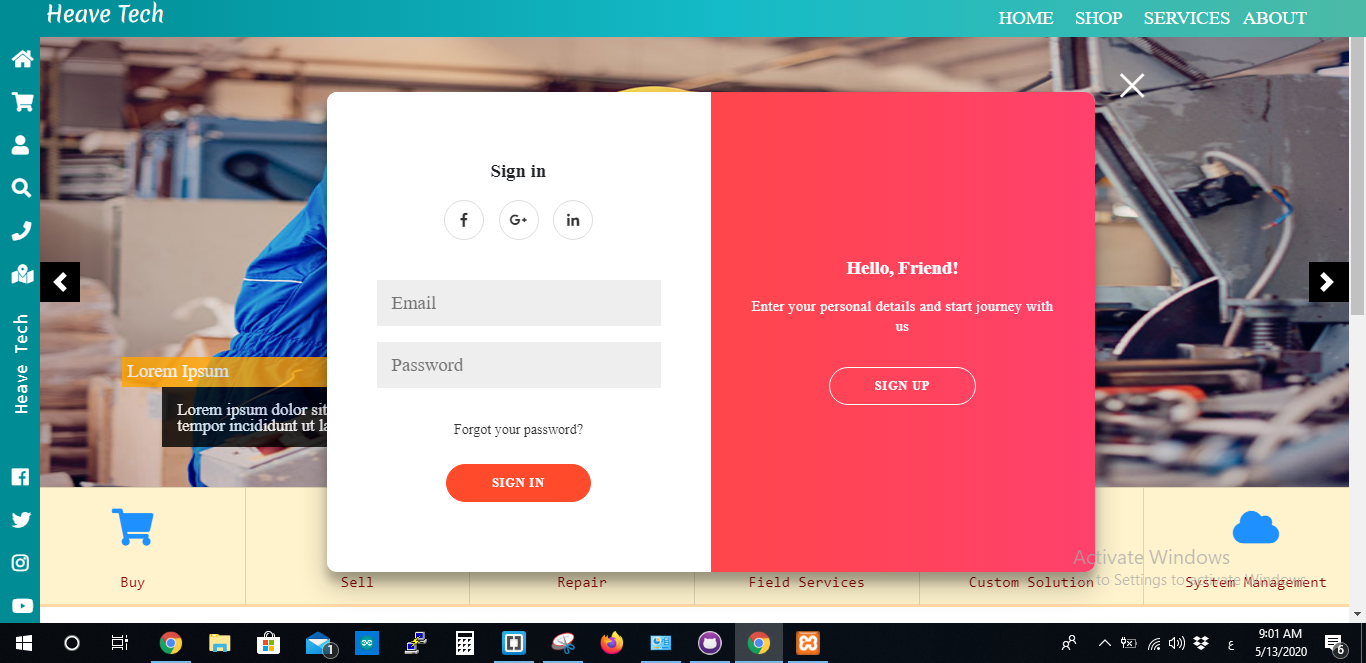 Heave Tech
HOME SHOP SERVICES ABOUT
Heave Tech
Sign in
f G+ in
Email
Password
Forgot your password?
SIGN IN
Hello, Friend!
Enter your personal details and start journey with
us
SIGN UP
Lorem Ipsum
Lorem ipsum dolor sit
tempor incididunt ut la
Buy Sell Repair Field Services Custom Solution System Management
Activate Windows
to Settings to activate Windows.
1
ع
9:01 AM
5/13/2020
6